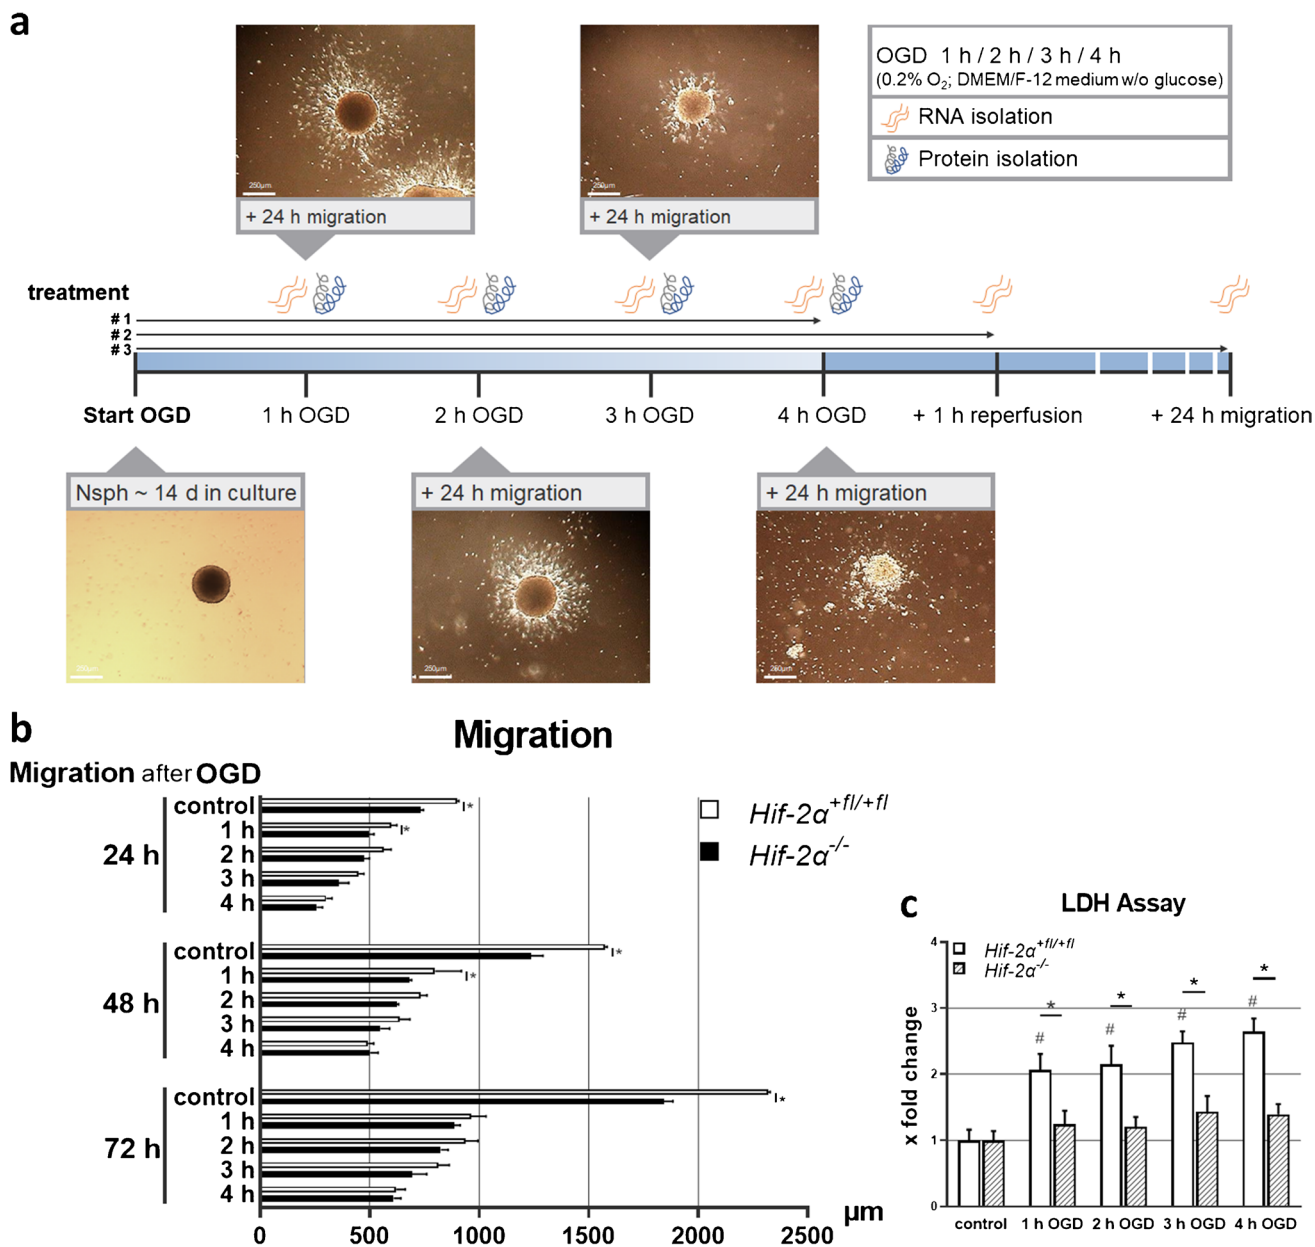 a
OGD 1 h / 2 h / 3 h / 4 h
(0.2% O2; DMEM/F-12 medium w/o glucose)
RNA isolation
Protein isolation
250µm
250µm
+ 24 h migration
+ 24 h migration
treatment
# 1
# 2
# 3
Start OGD
1 h OGD
2 h OGD
3 h OGD
4 h OGD
+ 1 h reperfusion
+ 24 h migration
Nsph ~ 14 d in culture
+ 24 h migration
+ 24 h migration
250µm
250µm
250µm
b
Migration
Migration after OGD
Hif-2α+fl/+fl
Hif-2α-/-
24 h
control
*
1 h
*
2 h
3 h
4 h
48 h
control
*
1 h
*
2 h
3 h
4 h
72 h
control
*
1 h
2 h
3 h
4 h
0
500
1000
1500
2000
2500
µm
c
LDH Assay
Hif-2α+fl/+fl
Hif-2α-/-
x fold change
4
3
2
1
0
*
*
*
*
#
#
#
#
control
1 h OGD
2 h OGD
3 h OGD
4 h OGD